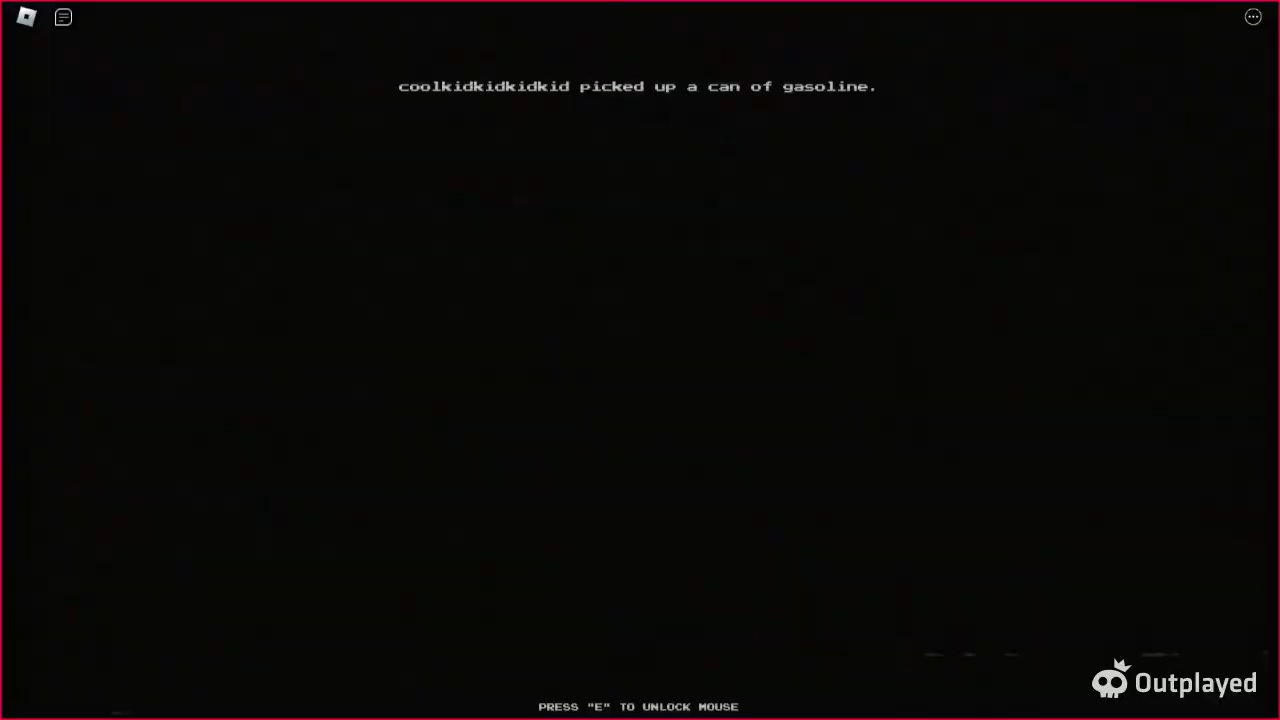 coolkidkidkidkid picked up a can of gasoline.
Outplayed
PRESS "E" TO UNLOCK MOUSE